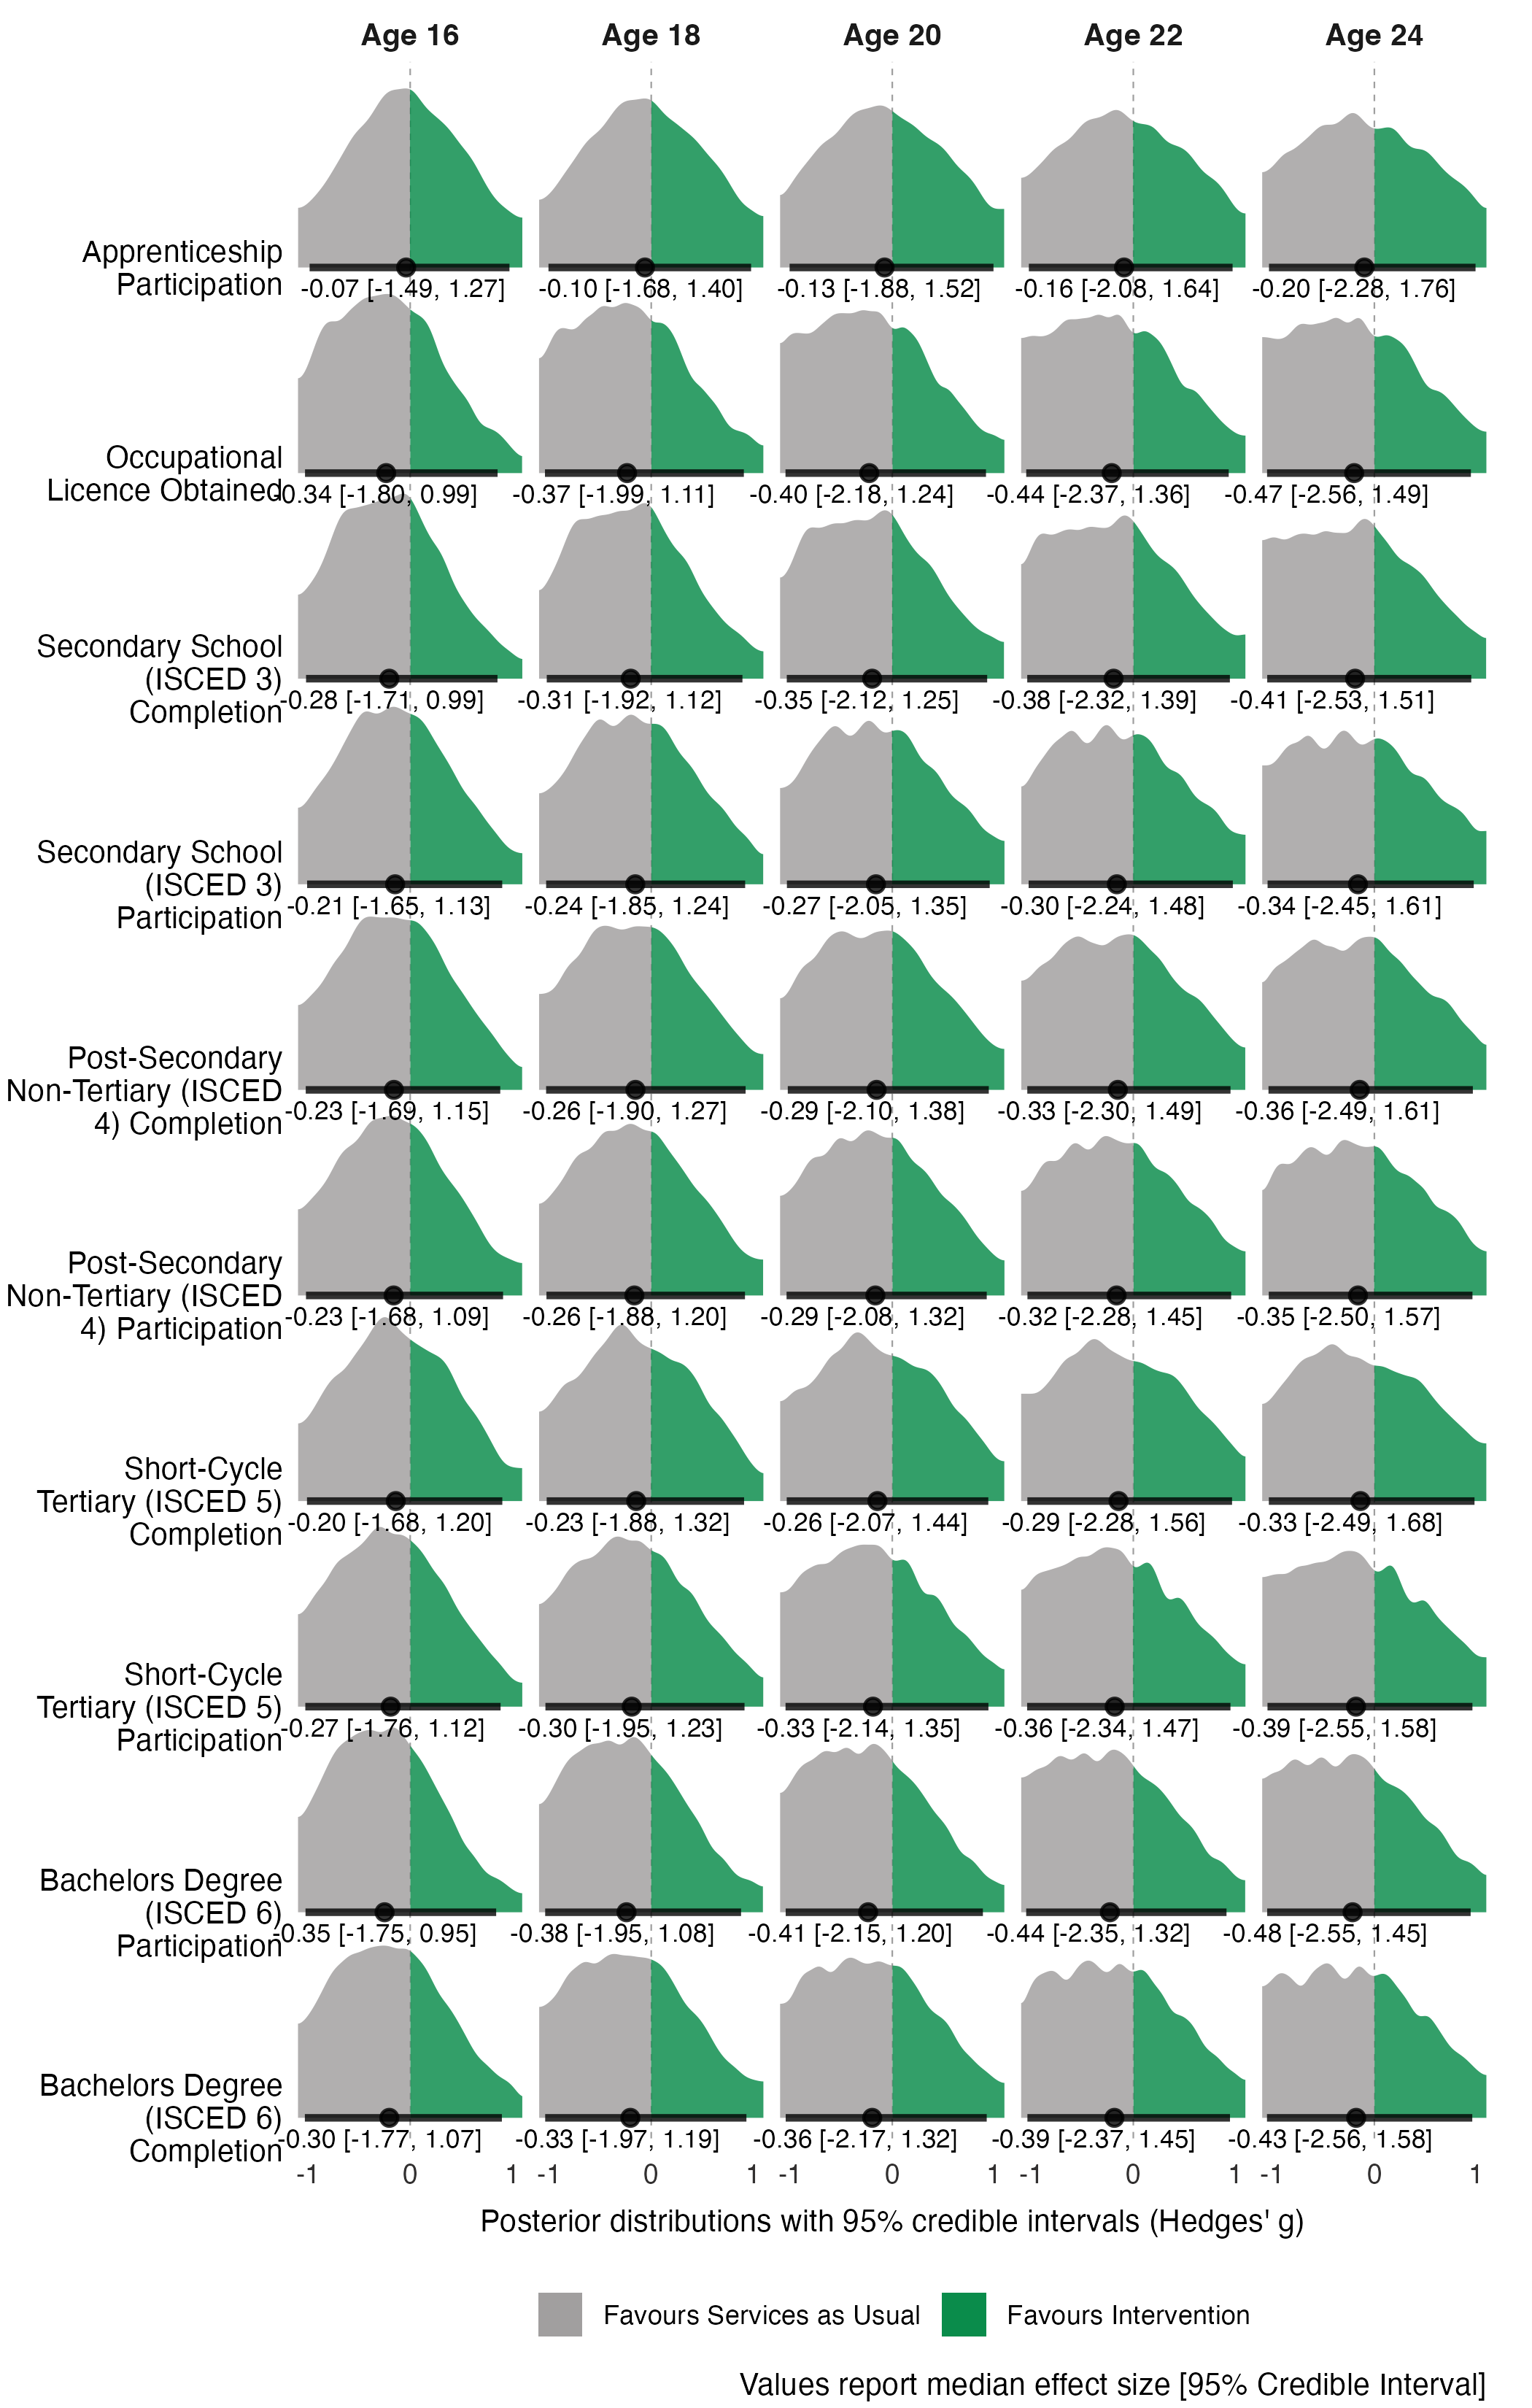 Age 16 Age 18 Age 20 Age 22 Age 24
Apprenticeship
Participation
-0.07 [-1.49, 1.27] -0.10 [-1.68, 1.40] -0.13 [-1.88, 1.52] -0.16 [-2.08, 1.64] -0.20 [-2.28, 1.76]
Occupational
Licence Obtained
-0.34 [-1.80, 0.99] -0.37 [-1.99, 1.11] -0.40 [-2.18, 1.24] -0.44 [-2.37, 1.36] -0.47 [-2.56, 1.49]
Secondary School
(ISCED 3)
Completion
-0.28 [-1.71, 0.99] -0.31 [-1.92, 1.12] -0.35 [-2.12, 1.25] -0.38 [-2.32, 1.39] -0.41 [-2.53, 1.51]
Secondary School
(ISCED 3)
Participation
-0.21 [-1.65, 1.13] -0.24 [-1.85, 1.24] -0.27 [-2.05, 1.35] -0.30 [-2.24, 1.48] -0.34 [-2.45, 1.61]
Post-Secondary
Non-Tertiary (ISCED
4) Completion
-0.23 [-1.69, 1.15] -0.26 [-1.90, 1.27] -0.29 [-2.10, 1.38] -0.33 [-2.30, 1.49] -0.36 [-2.49, 1.61]
Post-Secondary
Non-Tertiary (ISCED
4) Participation
-0.23 [-1.68, 1.09] -0.26 [-1.88, 1.20] -0.29 [-2.08, 1.32] -0.32 [-2.28, 1.45] -0.35 [-2.50, 1.57]
Short-Cycle
Tertiary (ISCED 5)
Completion
-0.20 [-1.68, 1.20] -0.23 [-1.88, 1.32] -0.26 [-2.07, 1.44] -0.29 [-2.28, 1.56] -0.33 [-2.49, 1.68]
Short-Cycle
Tertiary (ISCED 5)
Participation
-0.27 [-1.76, 1.12] -0.30 [-1.95, 1.23] -0.33 [-2.14, 1.35] -0.36 [-2.34, 1.47] -0.39 [-2.55, 1.58]
Bachelors Degree
(ISCED 6)
Participation
-0.35 [-1.75, 0.95] -0.38 [-1.95, 1.08] -0.41 [-2.15, 1.20] -0.44 [-2.35, 1.32] -0.48 [-2.55, 1.45]
Bachelors Degree
(ISCED 6)
Completion
-0.30 [-1.77, 1.07] -0.33 [-1.97, 1.19] -0.36 [-2.17, 1.32] -0.39 [-2.37, 1.45] -0.43 [-2.56, 1.58]
-1 0 1 -1 0 1 -1 0 1 -1 0 1 -1 0 1
Posterior distributions with 95% credible intervals (Hedges' g)
Favours Services as Usual Favours Intervention
Values report median effect size [95% Credible Interval]